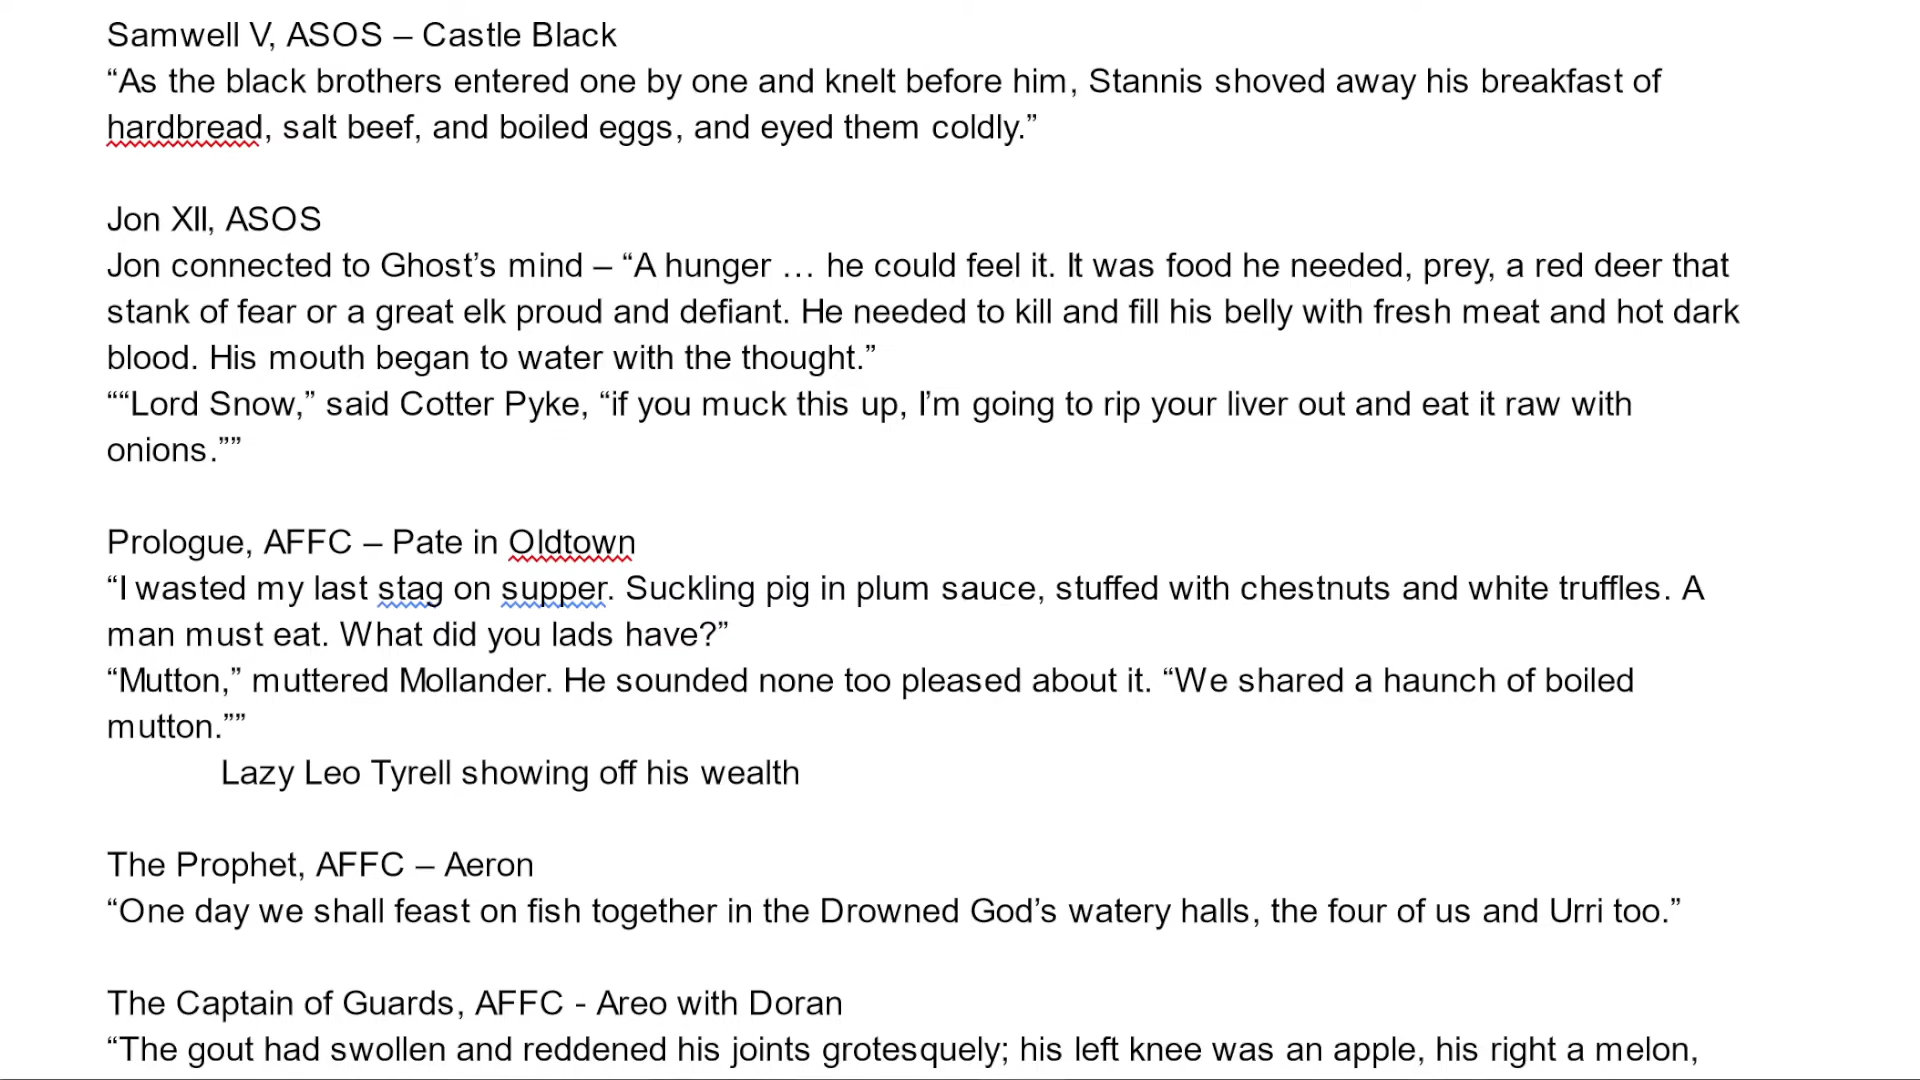 Samwell V, ASOS – Castle Black
“As the black brothers entered one by one and knelt before him, Stannis shoved away his breakfast of
hardbread, salt beef, and boiled eggs, and eyed them coldly.”
Jon XII, ASOS
Jon connected to Ghost’s mind – “A hunger … he could feel it. It was food he needed, prey, a red deer that
stank of fear or a great elk proud and defiant. He needed to kill and fill his belly with fresh meat and hot dark
blood. His mouth began to water with the thought.”
““Lord Snow,” said Cotter Pyke, “if you muck this up, I’m going to rip your liver out and eat it raw with
onions.””
Prologue, AFFC – Pate in Oldtown
“I wasted my last stag on supper. Suckling pig in plum sauce, stuffed with chestnuts and white truffles. A
man must eat. What did you lads have?”
“Mutton,” muttered Mollander. He sounded none too pleased about it. “We shared a haunch of boiled
mutton.””
Lazy Leo Tyrell showing off his wealth
The Prophet, AFFC – Aeron
“One day we shall feast on fish together in the Drowned God’s watery halls, the four of us and Urri too.”
The Captain of Guards, AFFC - Areo with Doran
“The gout had swollen and reddened his joints grotesquely; his left knee was an apple, his right a melon,